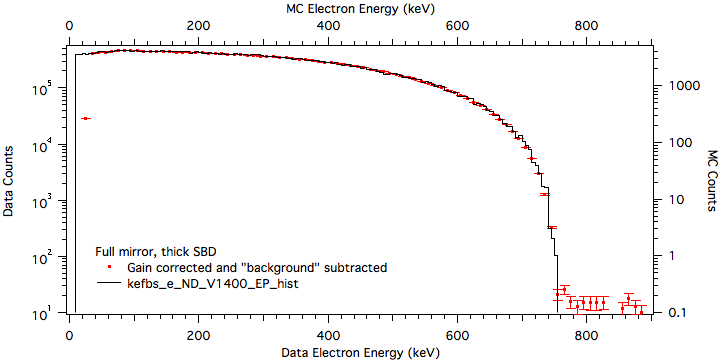 MC Electron Energy (keV)
0 200 400 600 800
Data Counts
10^5
10^4
10^3
10^2
10^1
1000
100
10
1
0.1
MC Counts
Full mirror, thick SBD
Gain corrected and "background" subtracted
kefbs_e_ND_V1400_EP_hist
0 200 400 600 800
Data Electron Energy (keV)